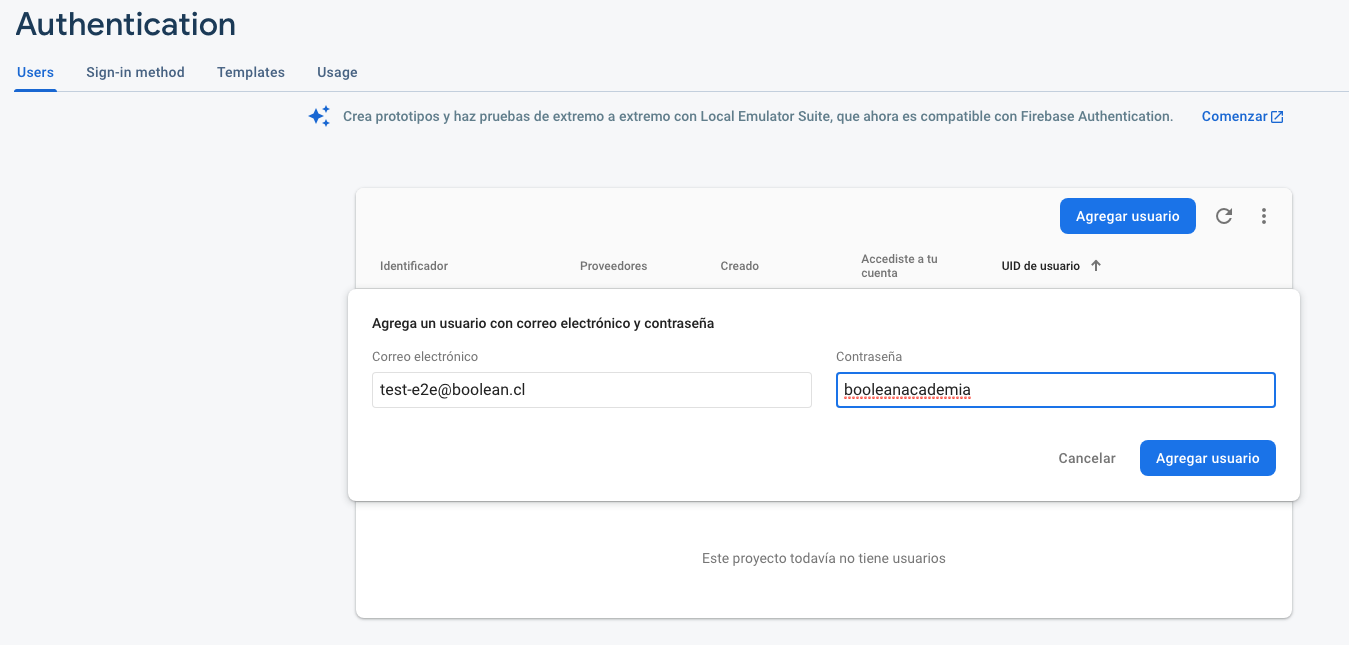 Authentication
Users Sign-in method Templates Usage
Crea prototipos y haz pruebas de extremo a extremo con Local Emulator Suite, que ahora es compatible con Firebase Authentication. Comenzar
Agregar usuario
Identificador Proveedores Creado Accediste a tu cuenta UID de usuario
Agrega un usuario con correo electrónico y contraseña
Correo electrónico Contraseña
test-e2e@boolean.cl booleanacademia
Cancelar Agregar usuario
Este proyecto todavía no tiene usuarios